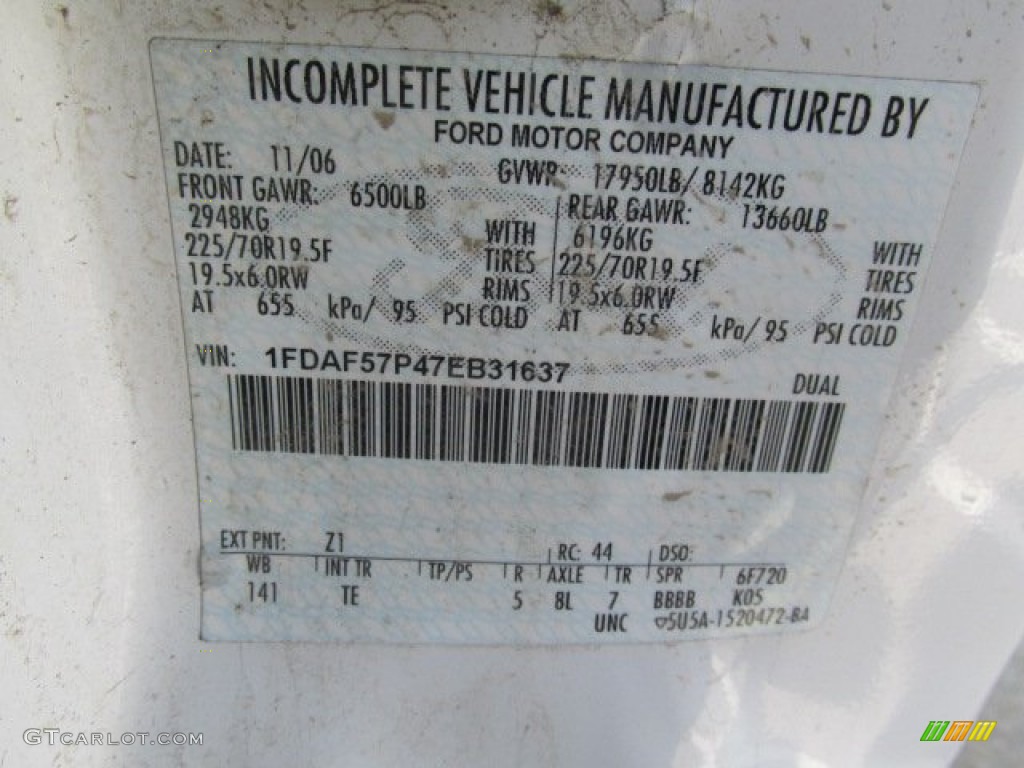 INCOMPLETE VEHICLE MANUFACTURED BY
FORD MOTOR COMPANY
DATE: 11/06 GVWR: 17950LB/ 8142KG
FRONT GAWR: 6500LB REAR GAWR: 13660LB
2948KG WITH 6196KG WITH
225/70R19.5F TIRES 225/70R19.5F TIRES
19.5x6.0RW RIMS 19.5x6.0RW RIMS
AT 655 kPa/ 95 PSI COLD AT 655 kPa/ 95 PSI COLD
VIN: 1FDAF57P47EB31637
DUAL
EXT PNT: Z1 RC: 44 DSO:
WB INT TR TP/PS R AXLE TR SPR 6F720
141 TE 5 8L 7 BBBB K05
UNC 5U5A-1520472-BA
GTCARLOT.COM